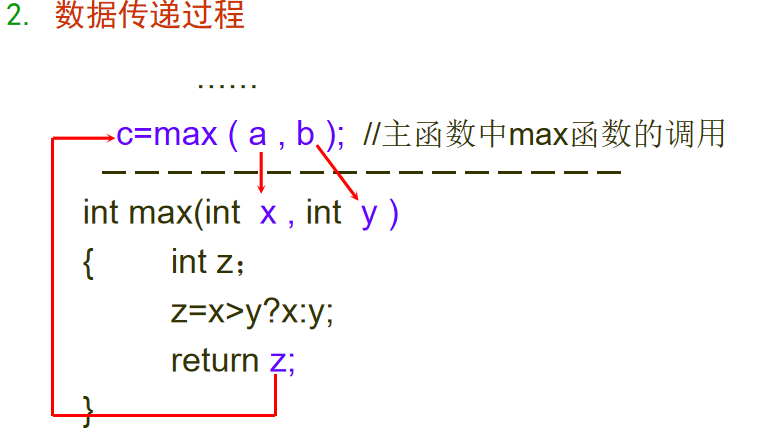 2. 数据传递过程
……
c=max ( a , b ); //主函数中max函数的调用
int max(int x , int y )
{ int z；
z=x>y?x:y;
return z;
}